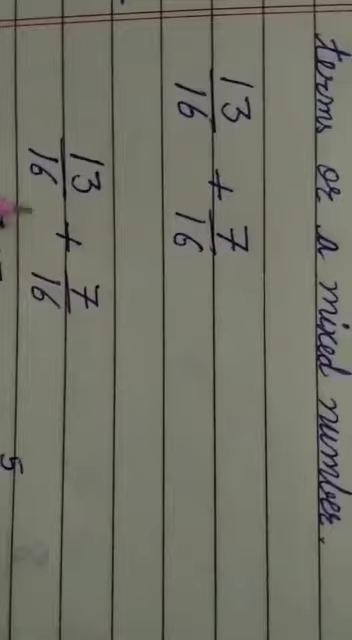 terms or a mixed number.
13/16 + 7/16
13/16 + 7/16
5